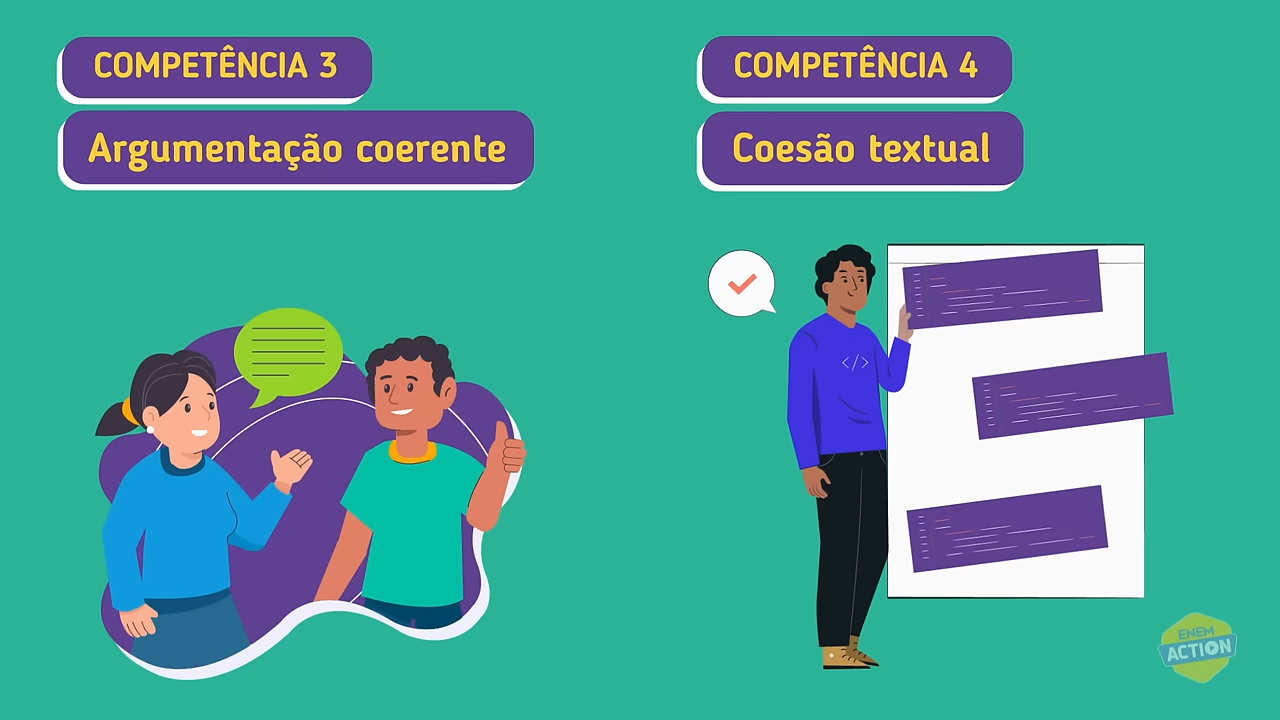 COMPETÊNCIA 3
Argumentação coerente
COMPETÊNCIA 4
Coesão textual
</>
ENEM
ACTION